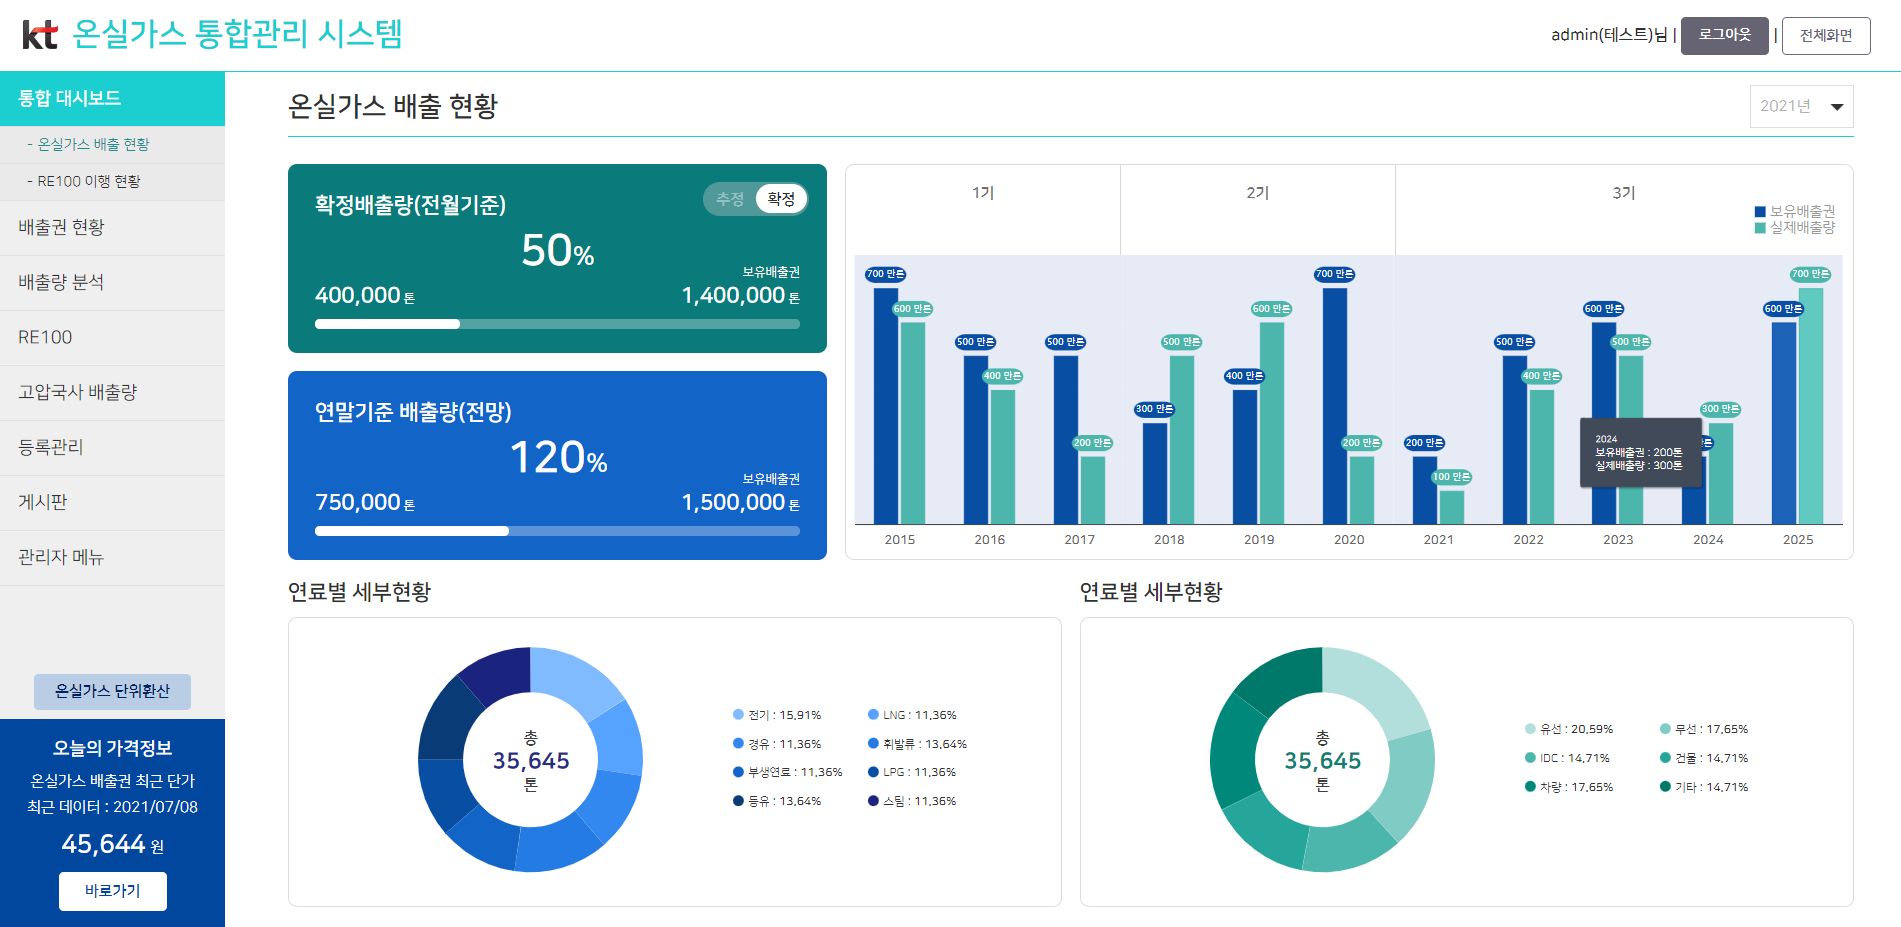 kt 온실가스 통합관리 시스템
admin(테스트)님 | 로그아웃 | 전체화면
통합 대시보드
- 온실가스 배출 현황
- RE100 이행 현황
배출권 현황
배출량 분석
RE100
고압국사 배출량
등록관리
게시판
관리자 메뉴
온실가스 단위환산
오늘의 가격정보
온실가스 배출권 최근 단가
최근 데이터 : 2021/07/08
45,644 원
바로가기
온실가스 배출 현황
2021년
확정배출량(전월기준)
추정 확정
50%
보유배출권
400,000 톤 1,400,000 톤
연말기준 배출량(전망)
120%
보유배출권
750,000 톤 1,500,000 톤
1기 2기 3기
보유배출권
실제배출량
700 만톤 600 만톤
500 만톤 400 만톤
500 만톤 200 만톤
300 만톤 500 만톤
400 만톤 600 만톤
700 만톤 200 만톤
200 만톤 100 만톤
500 만톤 400 만톤
600 만톤 500 만톤
300 만톤
600 만톤 700 만톤
2024
보유배출권 : 200톤
실제배출량 : 300톤
2015 2016 2017 2018 2019 2020 2021 2022 2023 2024 2025
연료별 세부현황
총
35,645
톤
전기 : 15.91% LNG : 11.36%
경유 : 11.36% 휘발류 : 13.64%
부생연료 : 11.36% LPG : 11.36%
등유 : 13.64% 스팀 : 11.36%
연료별 세부현황
총
35,645
톤
유선 : 20.59% 무선 : 17.65%
IDC : 14.71% 건물 : 14.71%
차량 : 17.65% 기타 : 14.71%